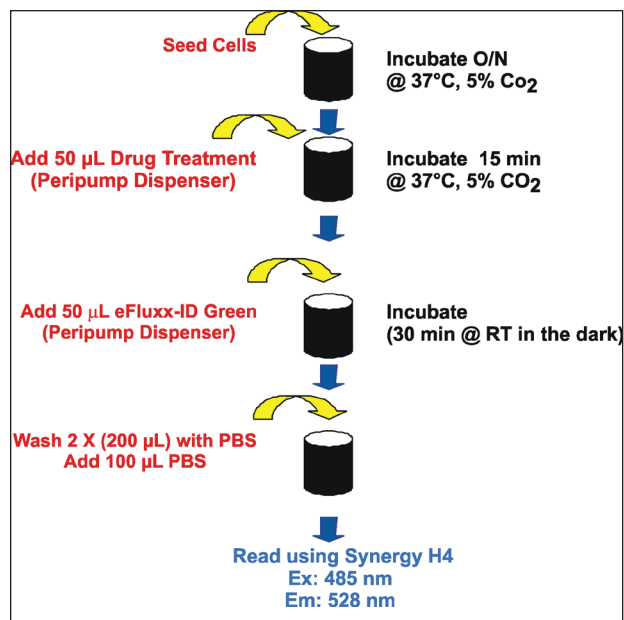 Seed Cells
Incubate O/N
@ 37°C, 5% Co2
Add 50 µL Drug Treatment
(Peripump Dispenser)
Incubate 15 min
@ 37°C, 5% CO2
Add 50 µL eFluxx-ID Green
(Peripump Dispenser)
Incubate
(30 min @ RT in the dark)
Wash 2 X (200 µL) with PBS
Add 100 µL PBS
Read using Synergy H4
Ex: 485 nm
Em: 528 nm